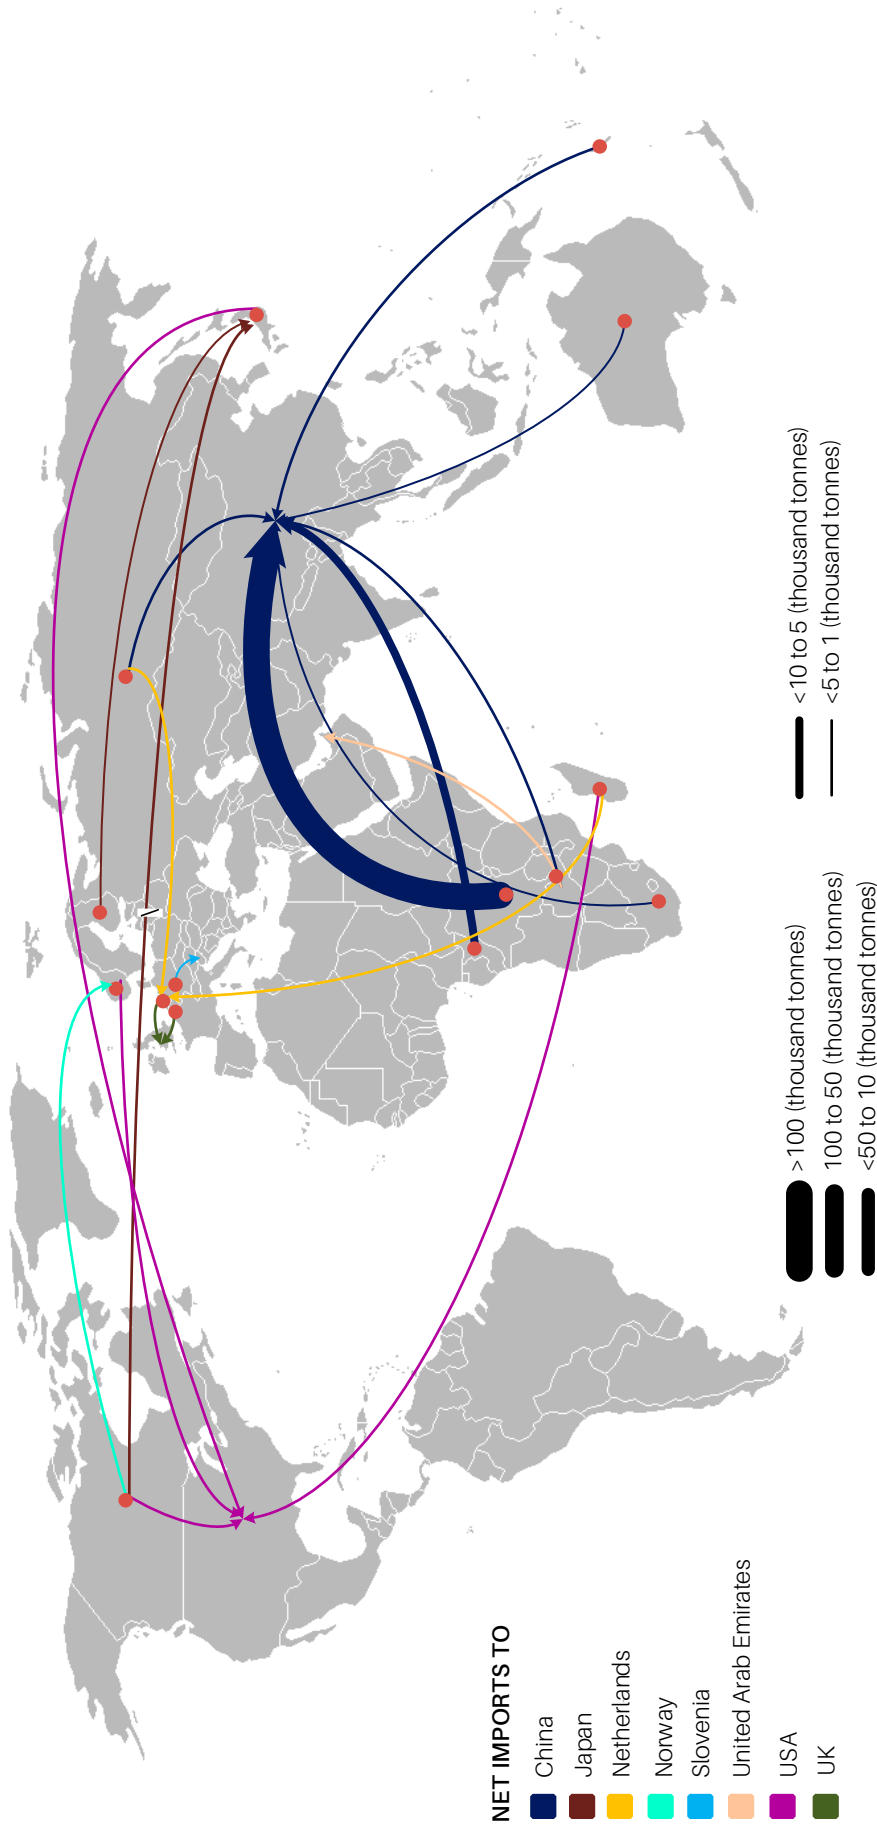 NET IMPORTS TO
China
Japan
Netherlands
Norway
Slovenia
United Arab Emirates
USA
UK
>100 (thousand tonnes)
100 to 50 (thousand tonnes)
<50 to 10 (thousand tonnes)
<10 to 5 (thousand tonnes)
<5 to 1 (thousand tonnes)